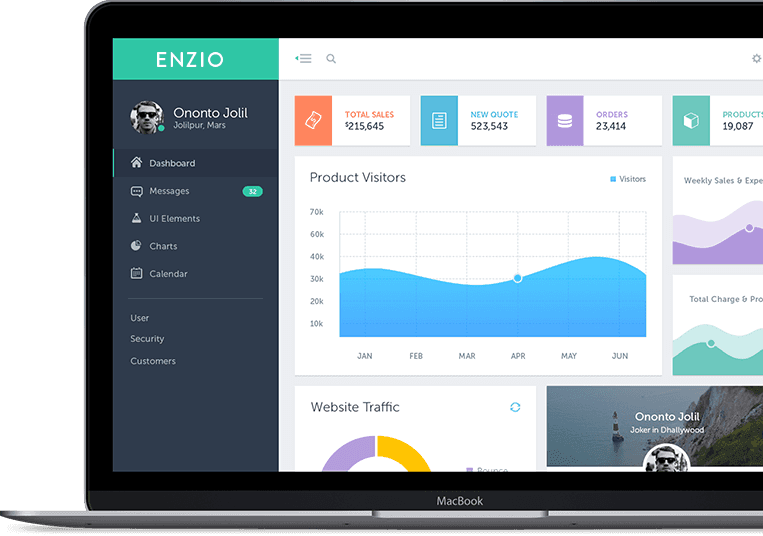 ENZIO
Ononto Jolil
Jolilpur, Mars
Dashboard
Messages
32
UI Elements
Charts
Calendar
User
Security
Customers
TOTAL SALES
$215,645
NEW QUOTE
523,543
ORDERS
23,414
PRODUCTS
19,087
Product Visitors
Visitors
70k
60k
40k
30k
20k
10k
JAN
FEB
MAR
APR
MAY
JUN
Weekly Sales & Expe
Total Charge & Pro
Website Traffic
Bounce
Ononto Jolil
Joker in Dhallywood
MacBook